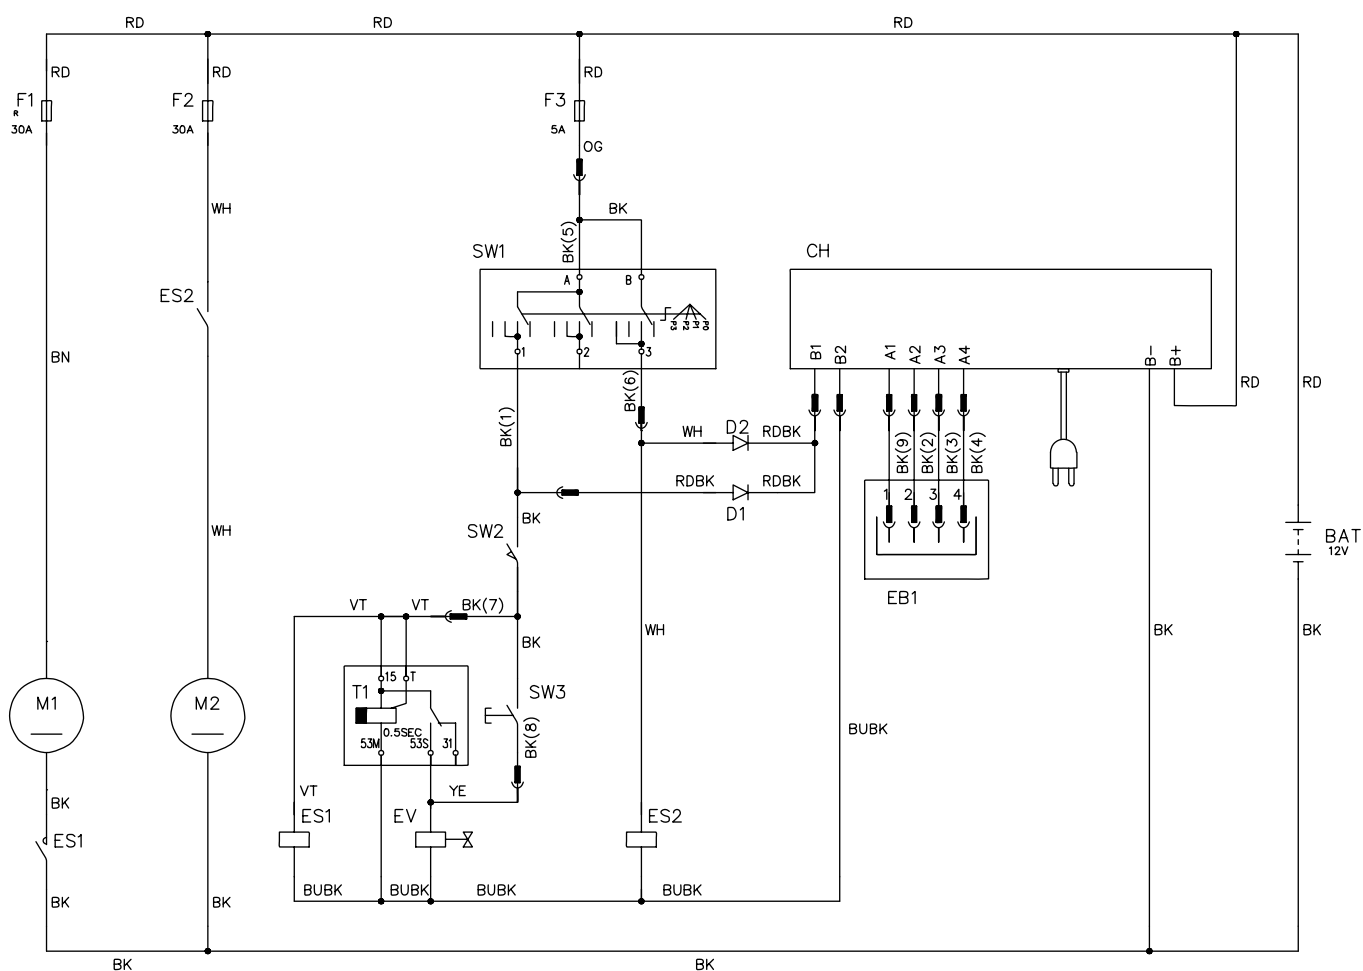 RD RD RD
RD RD RD
F1 F2 F3
R
30A 30A 5A
OG
WH BK
BK(5)
SW1 CH
A B
ES2
P3 P2 P1 P0
1 2 3
B1 B2 A1 A2 A3 A4 B- B+
BN
BK(6) RD RD
BK(1)
WH D2 RDBK
BK(9) BK(2) BK(3) BK(4)
RDBK RDBK
D1
1 2 3 4
BK
WH SW2
BAT
12V
EB1
VT VT BK(7)
BK WH BK BK
15 T
T1 SW3
M1 M2
0.5SEC
53M 53S 31
BK(8)
BUBK
VT YE
BK
ES1 EV ES2
ES1
BUBK BUBK BUBK BUBK
BK BK
BK BK